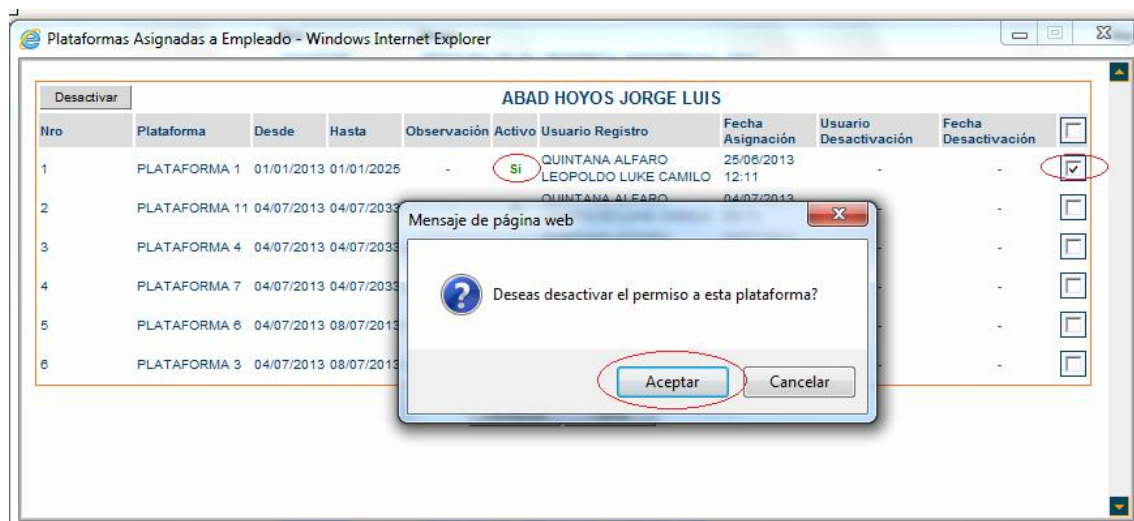 Plataformas Asignadas a Empleado - Windows Internet Explorer
Desactivar
ABAD HOYOS JORGE LUIS
Nro Plataforma Desde Hasta Observación Activo Usuario Registro Fecha Asignación Usuario Desactivación Fecha Desactivación
1 PLATAFORMA 1 01/01/2013 01/01/2025 - Si QUINTANA ALFARO LEOPOLDO LUKE CAMILO 25/06/2013 12:11 - -
2 PLATAFORMA 11 04/07/2013 04/07/2033 QUINTANA ALFARO 04/07/2013 - -
3 PLATAFORMA 4 04/07/2013 04/07/2033 - -
4 PLATAFORMA 7 04/07/2013 04/07/2033 - -
5 PLATAFORMA 6 04/07/2013 08/07/2013 - -
6 PLATAFORMA 3 04/07/2013 08/07/2013 - -
Mensaje de página web
Deseas desactivar el permiso a esta plataforma?
Aceptar Cancelar